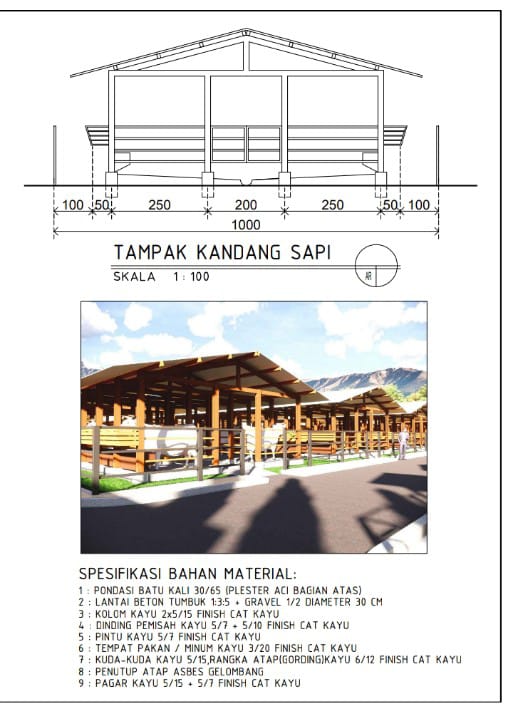 100 50 250 200 250 50 100
1000
TAMPAK KANDANG SAPI
SKALA 1 : 100
SPESIFIKASI BAHAN MATERIAL:
1 : PONDASI BATU KALI 30/65 (PLESTER ACI BAGIAN ATAS)
2 : LANTAI BETON TUMBUK 1:3:5 + GRAVEL 1/2 DIAMETER 30 CM
3 : KOLOM KAYU 2x5/15 FINISH CAT KAYU
4 : DINDING PEMISAH KAYU 5/7 + 5/10 FINISH CAT KAYU
5 : PINTU KAYU 5/7 FINISH CAT KAYU
6 : TEMPAT PAKAN / MINUM KAYU 3/20 FINISH CAT KAYU
7 : KUDA-KUDA KAYU 5/15,RANGKA ATAP(GORDING)KAYU 6/12 FINISH CAT KAYU
8 : PENUTUP ATAP ASBES GELOMBANG
9 : PAGAR KAYU 5/15 + 5/7 FINISH CAT KAYU